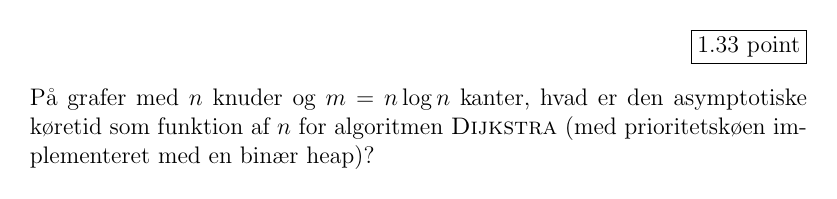 1.33 point
På grafer med n knuder og m = n log n kanter, hvad er den asymptotiske
køretid som funktion af n for algoritmen DIJKSTRA (med prioritetskøen im-
plementeret med en binær heap)?